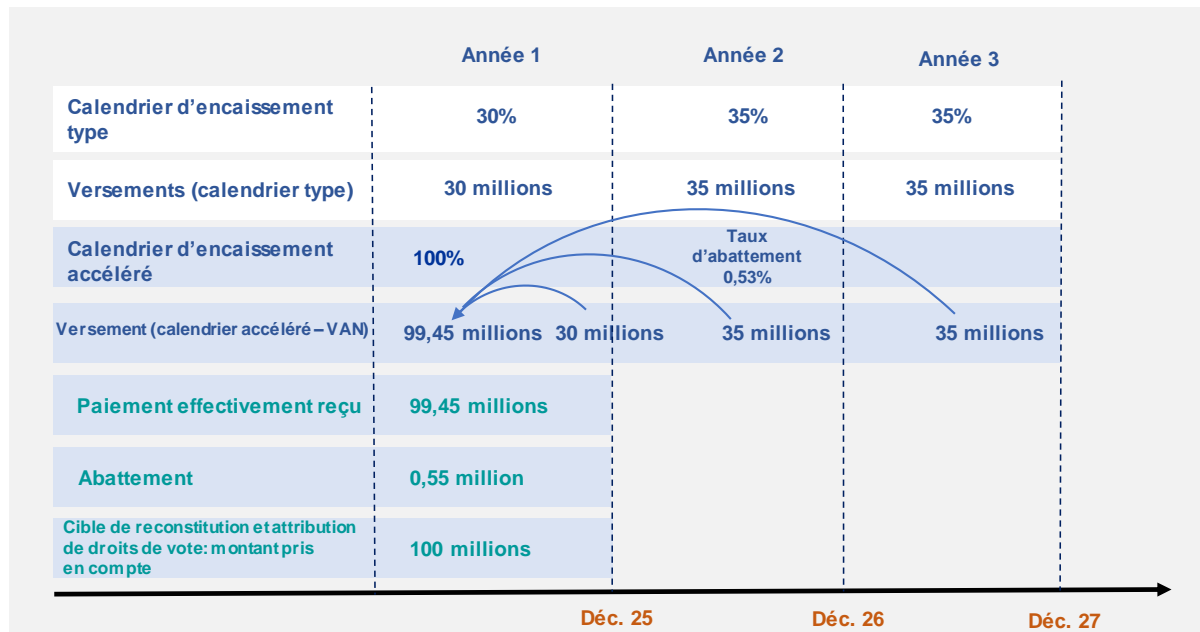 Année 1
Année 2
Année 3
Calendrier d'encaissement
type
30%
35%
35%
Versements (calendrier type)
30 millions
35 millions
35 millions
Calendrier d'encaissement
accéléré
100%
Taux
d'abattement
0,53%
Versement (calendrier accéléré – VAN)
99,45 millions
30 millions
35 millions
35 millions
Paiement effectivement reçu
99,45 millions
Abattement
0,55 million
Cible de reconstitution et attribution
de droits de vote: montant pris
en compte
100 millions
Déc. 25
Déc. 26
Déc. 27